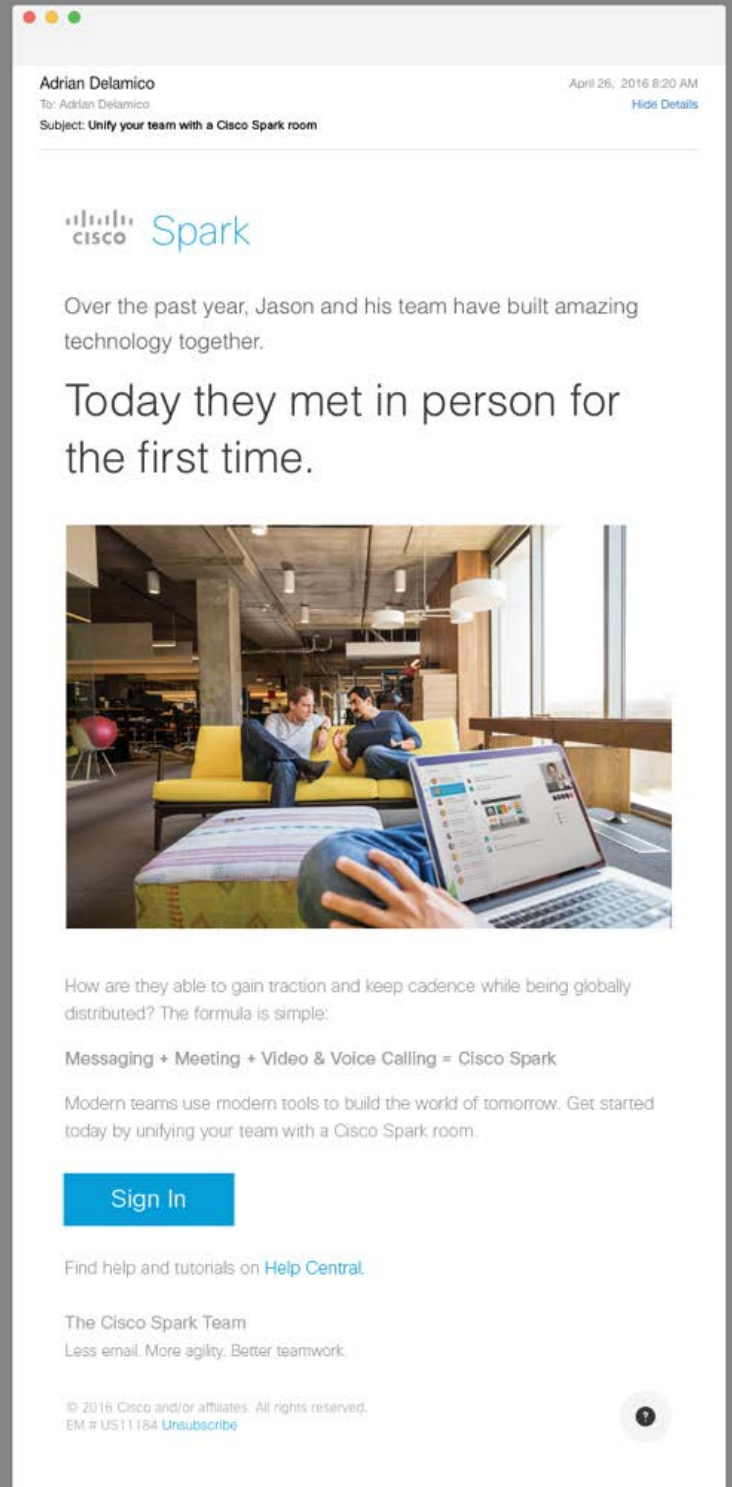 Adrian Delamico
April 26, 2016 8:20 AM
To: Adrian Delamico
Hide Details
Subject: Unify your team with a Cisco Spark room
CISCO Spark
Over the past year, Jason and his team have built amazing
technology together.
Today they met in person for
the first time.
How are they able to gain traction and keep cadence while being globally
distributed? The formula is simple:
Messaging + Meeting + Video & Voice Calling = Cisco Spark
Modern teams use modern tools to build the world of tomorrow. Get started
today by unifying your team with a Cisco Spark room.
Sign In
Find help and tutorials on Help Central.
The Cisco Spark Team
Less email. More agility. Better teamwork.
© 2016 Cisco and/or affiliates. All rights reserved.
EM # US11184 Unsubscribe
?